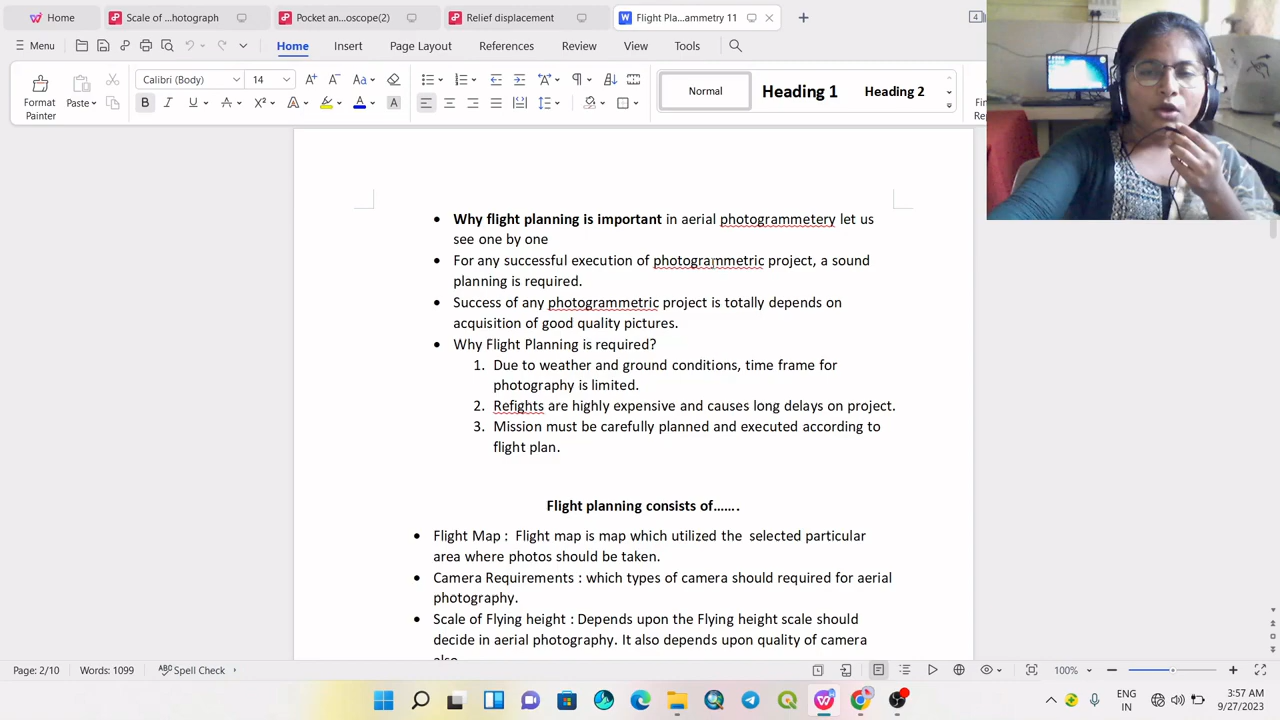 Home
Scale of ...hotograph
Pocket an...oscope(2)
Relief displacement
Flight Pla...ammetry 11
4
Menu
Home
Insert
Page Layout
References
Review
View
Tools
Format
Painter
Paste
Calibri (Body)
14
B
Normal
Heading 1
Heading 2
Why flight planning is important in aerial photogrammetery let us
see one by one
For any successful execution of photogrammetric project, a sound
planning is required.
Success of any photogrammetric project is totally depends on
acquisition of good quality pictures.
Why Flight Planning is required?
1. Due to weather and ground conditions, time frame for
photography is limited.
2. Refights are highly expensive and causes long delays on project.
3. Mission must be carefully planned and executed according to
flight plan.
Flight planning consists of.......
Flight Map : Flight map is map which utilized the selected particular
area where photos should be taken.
Camera Requirements : which types of camera should required for aerial
photography.
Scale of Flying height : Depends upon the Flying height scale should
decide in aerial photography. It also depends upon quality of camera
Page: 2/10
Words: 1099
Spell Check
100%
ENG
IN
3:57 AM
9/27/2023